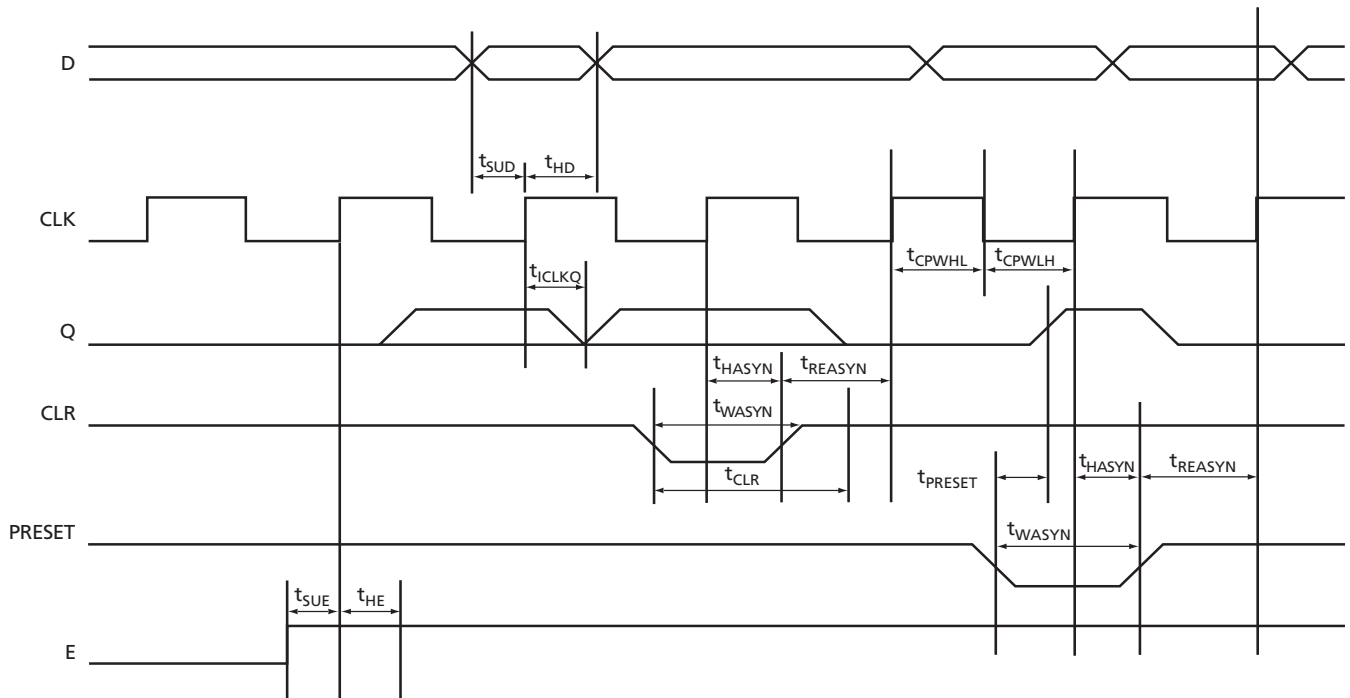 D
tSUD tHD
CLK
tCPWHL tCPWLH
tICLKQ
Q
tHASYN tREASYN
CLR
tWASYN
tHASYN tREASYN
tCLR
tPRESET
PRESET
tWASYN
tSUE tHE
E